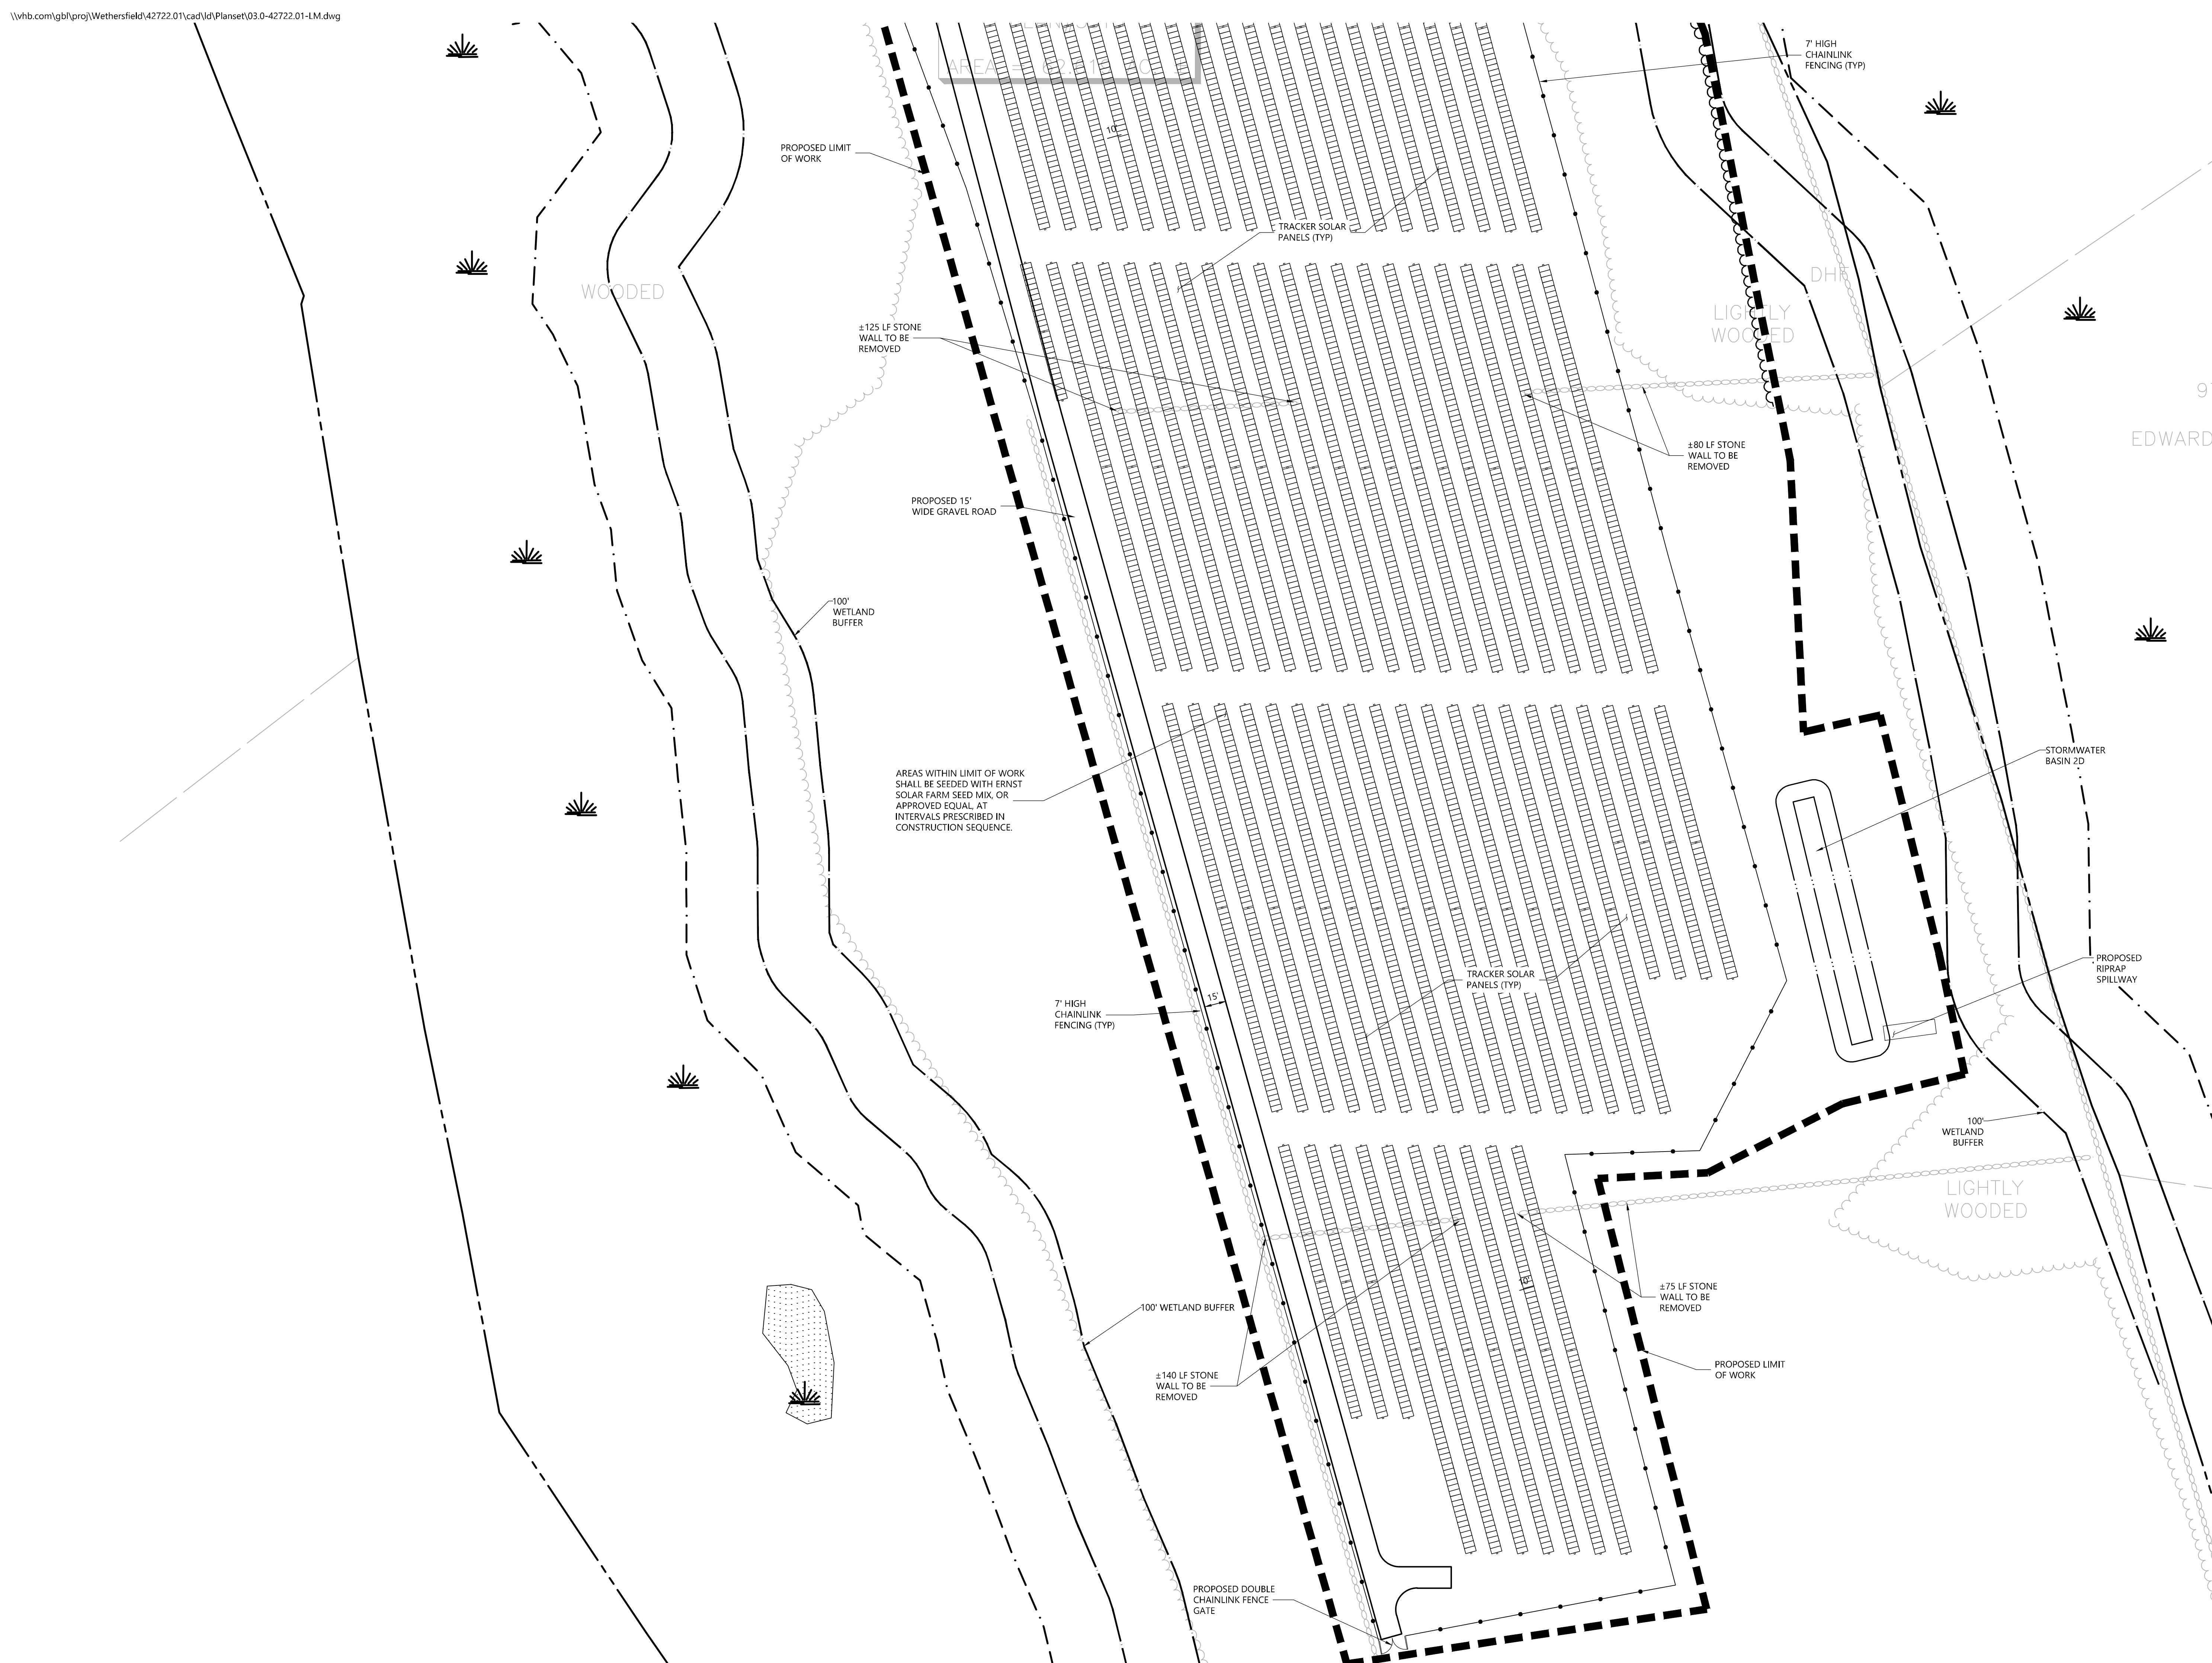 \\vhb.com\gbl\proj\Wethersfield\42722.01\cad\ld\Planset\03.0-42722.01-LM.dwg
7' HIGH
CHAINLINK
FENCING (TYP)
10'
PROPOSED LIMIT
OF WORK
TRACKER SOLAR
PANELS (TYP)
WOODED
LIGHTLY
WOODED
±125 LF STONE
WALL TO BE
REMOVED
EDWARD
±80 LF STONE
WALL TO BE
REMOVED
PROPOSED 15'
WIDE GRAVEL ROAD
100'
WETLAND
BUFFER
STORMWATER
BASIN 2D
AREAS WITHIN LIMIT OF WORK
SHALL BE SEEDED WITH ERNST
SOLAR FARM SEED MIX, OR
APPROVED EQUAL, AT
INTERVALS PRESCRIBED IN
CONSTRUCTION SEQUENCE.
PROPOSED
RIPRAP
SPILLWAY
TRACKER SOLAR
PANELS (TYP)
15'
7' HIGH
CHAINLINK
FENCING (TYP)
100'
WETLAND
BUFFER
LIGHTLY
WOODED
10'
±75 LF STONE
WALL TO BE
REMOVED
100' WETLAND BUFFER
±140 LF STONE
WALL TO BE
REMOVED
PROPOSED LIMIT
OF WORK
PROPOSED DOUBLE
CHAINLINK FENCE
GATE